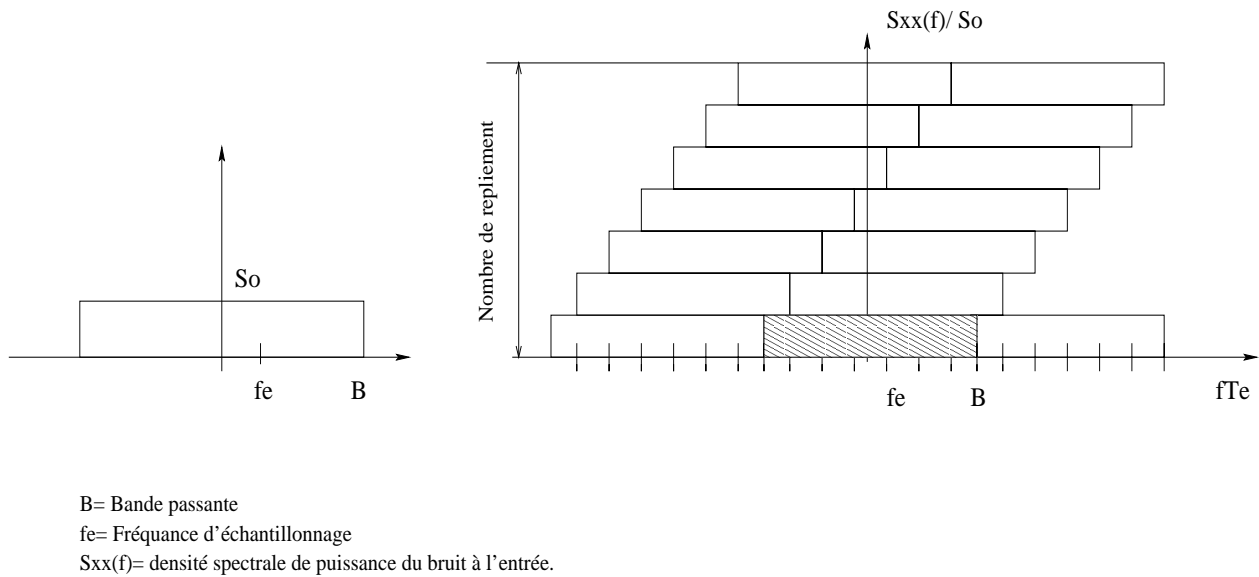 Sxx(f)/ So
Nombre de repliement
So
fe
B
fe
B
fTe
B= Bande passante
fe= Fréquance d'échantillonnage
Sxx(f)= densité spectrale de puissance du bruit à l'entrée.